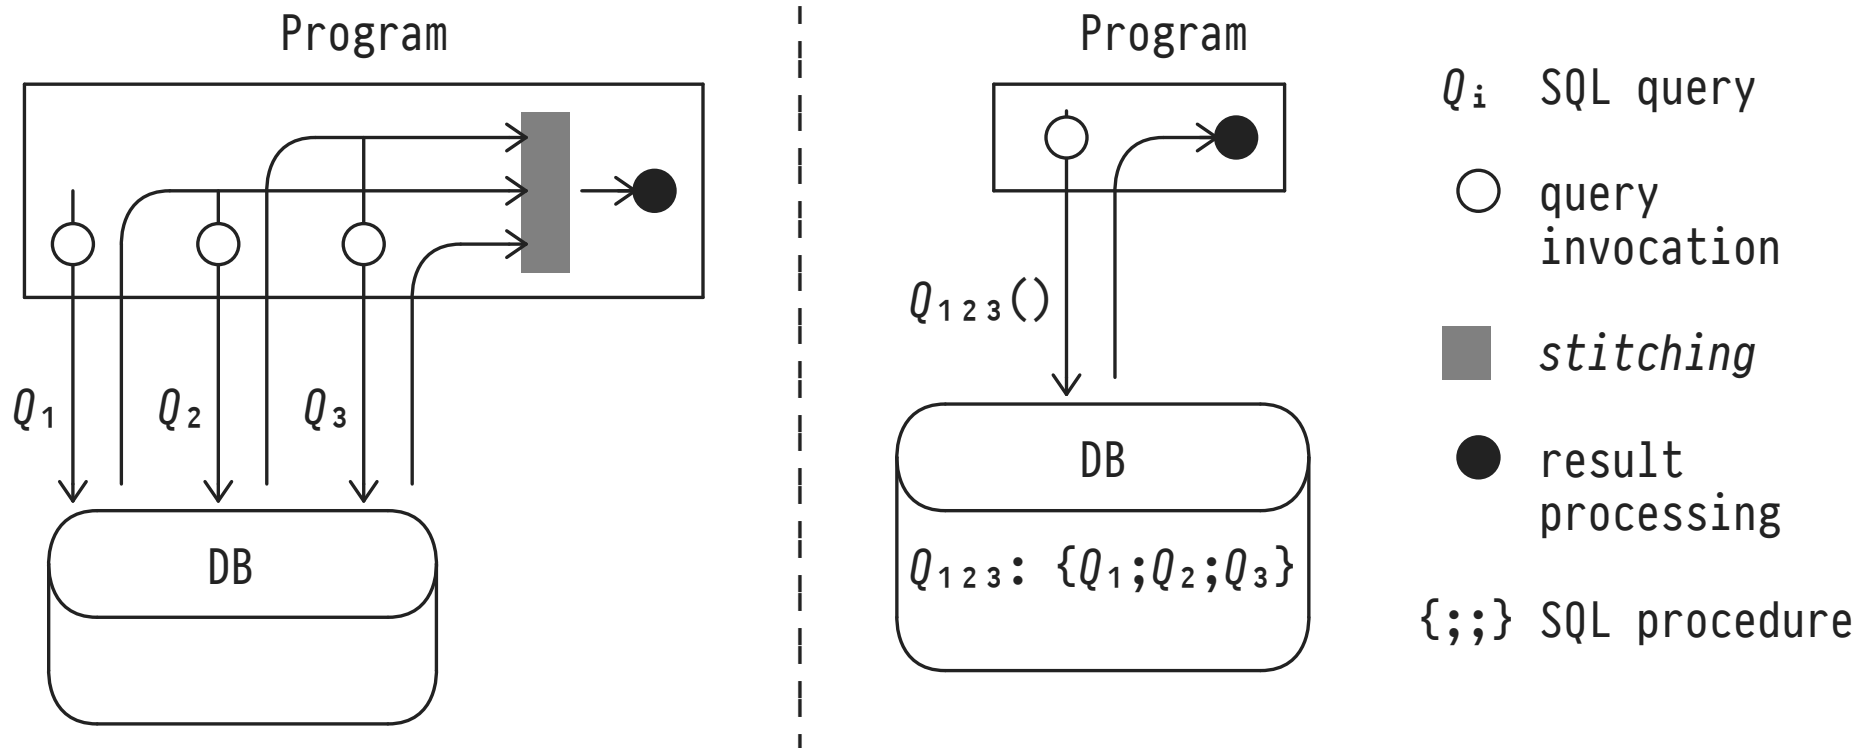 Program
Q1
Q2
Q3
DB
Program
Q123()
DB
Q123: {Q1;Q2;Q3}
Qi SQL query
query
invocation
stitching
result
processing
{;;} SQL procedure